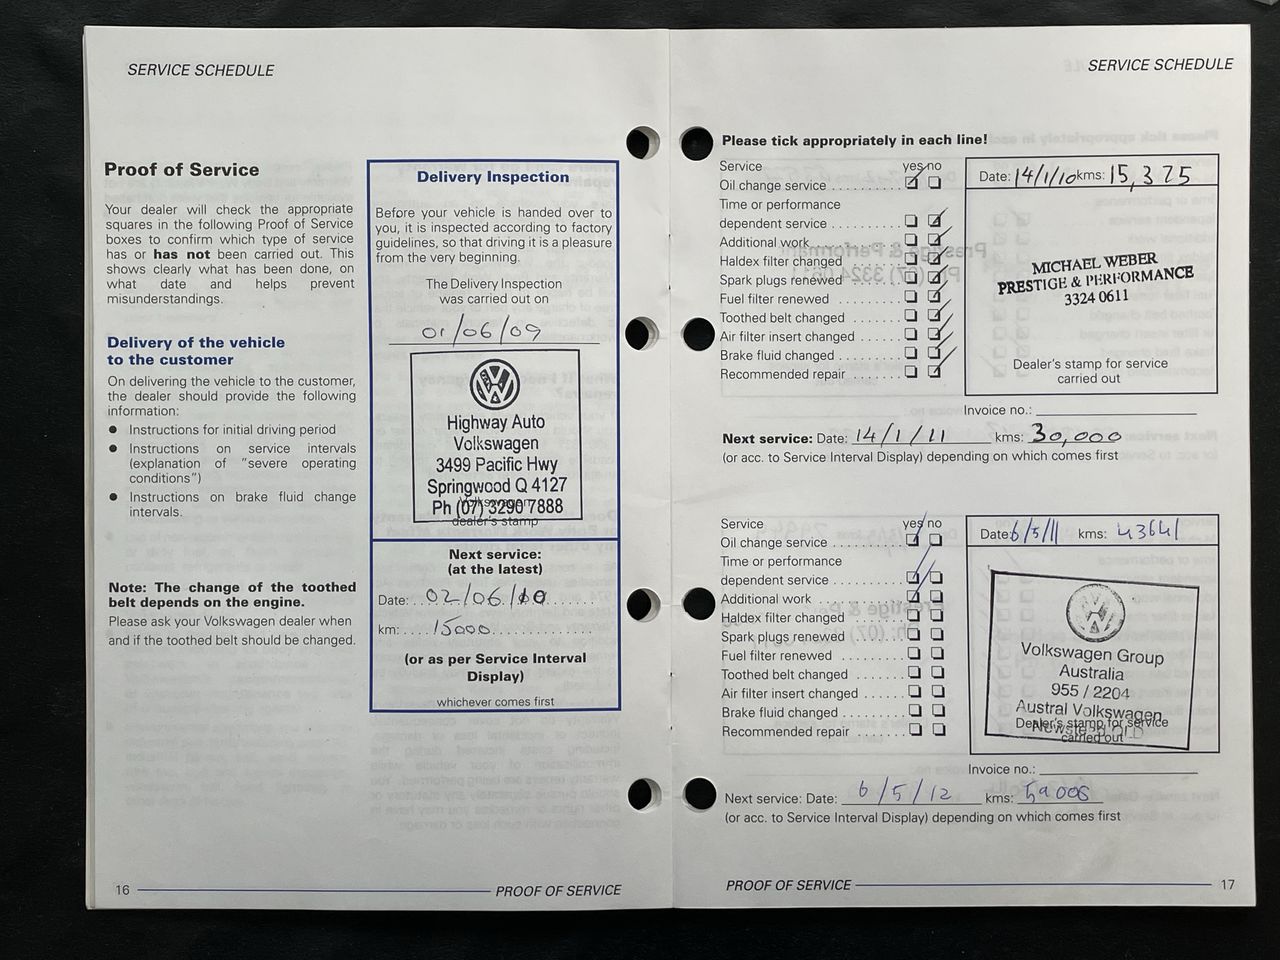 SERVICE SCHEDULE
Proof of Service
Your dealer will check the appropriate
squares in the following Proof of Service
boxes to confirm which type of service
has or has not been carried out. This
shows clearly what has been done, on
what date and helps prevent
misunderstandings.
Delivery of the vehicle
to the customer
On delivering the vehicle to the customer,
the dealer should provide the following
information:
● Instructions for initial driving period
● Instructions on service intervals
(explanation of "severe operating
conditions")
● Instructions on brake fluid change
intervals.
Note: The change of the toothed
belt depends on the engine.
Please ask your Volkswagen dealer when
and if the toothed belt should be changed.
Delivery Inspection
Before your vehicle is handed over to
you, it is inspected according to factory
guidelines, so that driving it is a pleasure
from the very beginning.
The Delivery Inspection
was carried out on
01/06/09
Highway Auto
Volkswagen
3499 Pacific Hwy
Springwood Q 4127
Volkswagen
Ph (07) 3290 7888
dealer's stamp
Next service:
(at the latest)
Date: 02/06/10
km: 15000
(or as per Service Interval
Display)
whichever comes first
16 PROOF OF SERVICE
SERVICE SCHEDULE
Please tick appropriately in each line!
Service yes no
Oil change service
Time or performance
dependent service
Additional work
Haldex filter changed
Spark plugs renewed
Fuel filter renewed
Toothed belt changed
Air filter insert changed
Brake fluid changed
Recommended repair
Date: 14/1/10 kms: 15,375
MICHAEL WEBER
PRESTIGE & PERFORMANCE
3324 0611
Dealer's stamp for service
carried out
Invoice no.:
Next service: Date: 14/1/11 kms: 30,000
(or acc. to Service Interval Display) depending on which comes first
Service yes no
Oil change service
Time or performance
dependent service
Additional work
Haldex filter changed
Spark plugs renewed
Fuel filter renewed
Toothed belt changed
Air filter insert changed
Brake fluid changed
Recommended repair
Date: 6/5/11 kms: 43641
Volkswagen Group
Australia
955 / 2204
Austral Volkswagen
Dealer's stamp for service
Newstead QLD
carried out
Invoice no.:
Next service: Date: 6/5/12 kms:
(or acc. to Service Interval Display) depending on which comes first
PROOF OF SERVICE 17